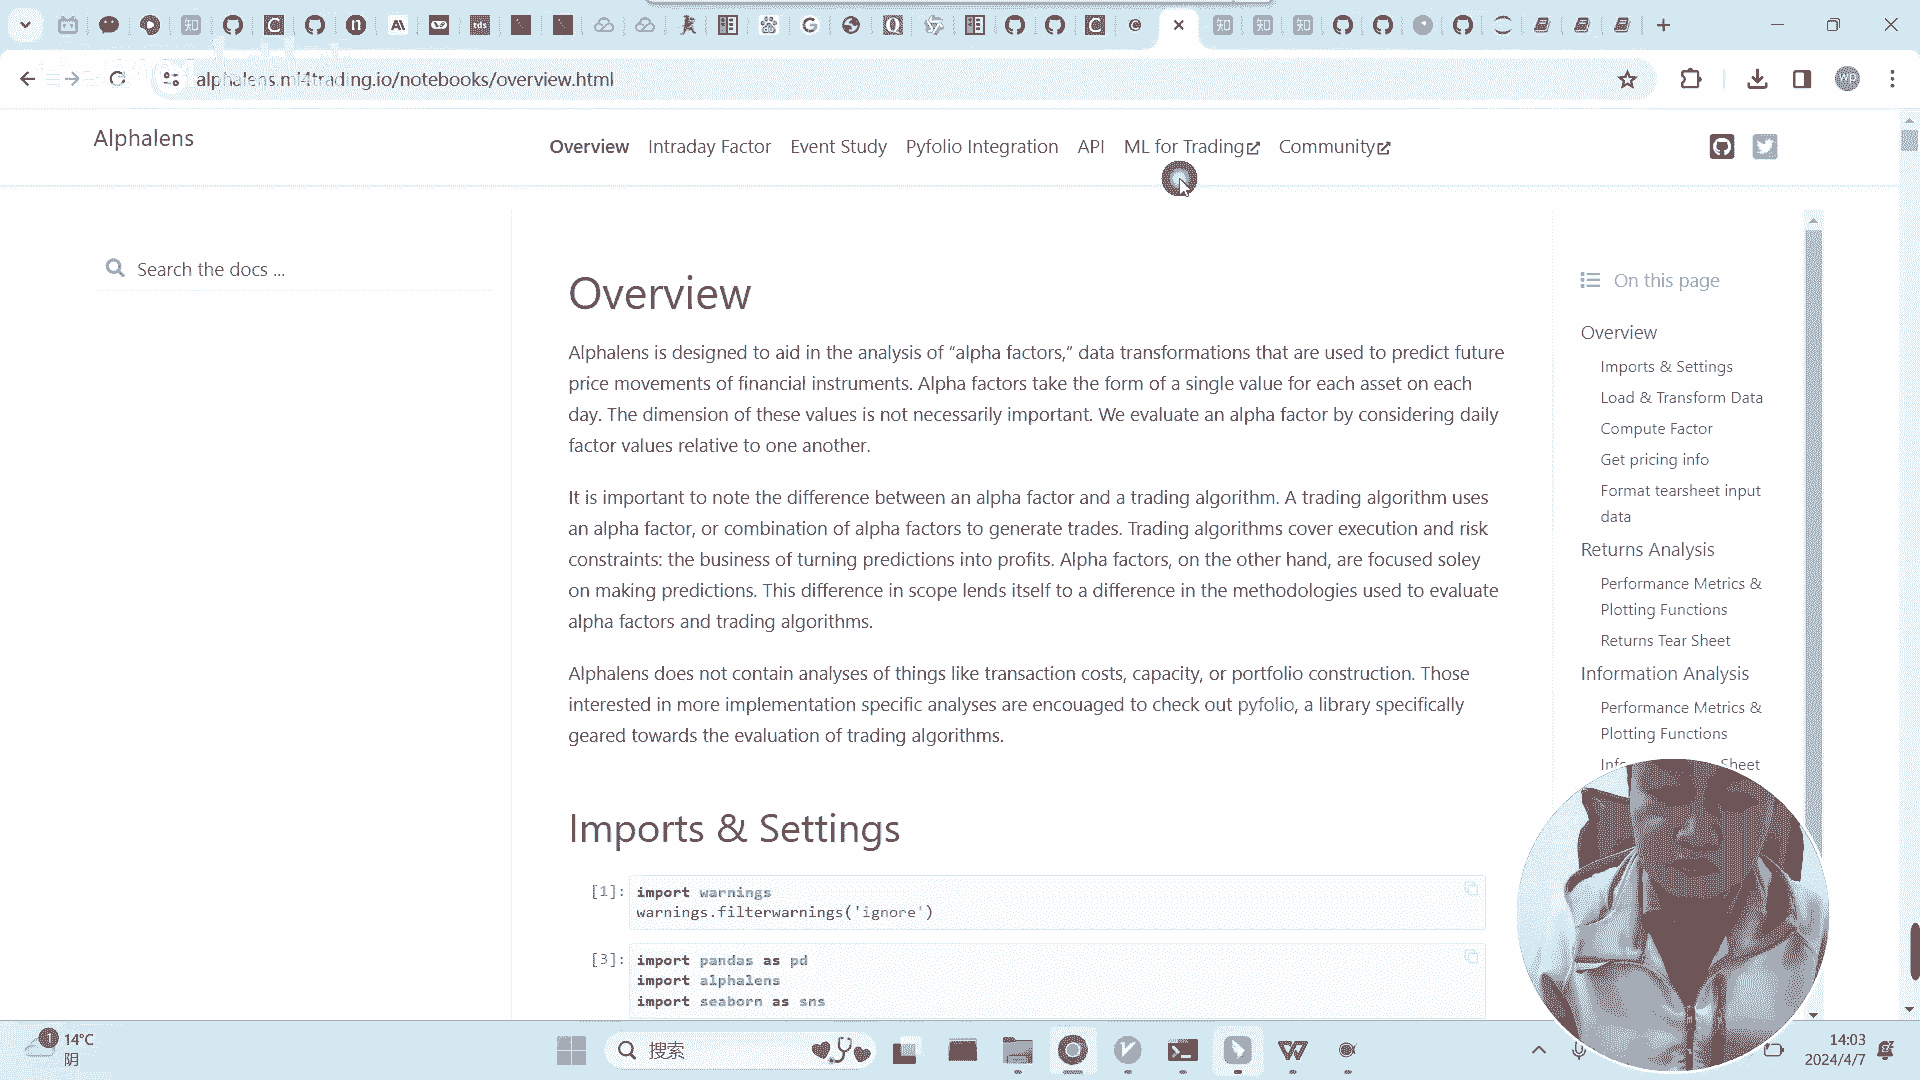 alphalens.ml4trading.io/notebooks/overview.html
wp
Alphalens
Overview Intraday Factor Event Study Pyfolio Integration API ML for Trading Community
Search the docs ...
Overview
Alphalens is designed to aid in the analysis of “alpha factors,” data transformations that are used to predict future
price movements of financial instruments. Alpha factors take the form of a single value for each asset on each
day. The dimension of these values is not necessarily important. We evaluate an alpha factor by considering daily
factor values relative to one another.
It is important to note the difference between an alpha factor and a trading algorithm. A trading algorithm uses
an alpha factor, or combination of alpha factors to generate trades. Trading algorithms cover execution and risk
constraints: the business of turning predictions into profits. Alpha factors, on the other hand, are focused soley
on making predictions. This difference in scope lends itself to a difference in the methodologies used to evaluate
alpha factors and trading algorithms.
Alphalens does not contain analyses of things like transaction costs, capacity, or portfolio construction. Those
interested in more implementation specific analyses are encouaged to check out pyfolio, a library specifically
geared towards the evaluation of trading algorithms.
Imports & Settings
[1]: import warnings
warnings.filterwarnings('ignore')
[3]: import pandas as pd
import alphalens
import seaborn as sns
On this page
Overview
Imports & Settings
Load & Transform Data
Compute Factor
Get pricing info
Format tearsheet input
data
Returns Analysis
Performance Metrics &
Plotting Functions
Returns Tear Sheet
Information Analysis
Performance Metrics &
Plotting Functions
Sheet
1
14°C
阴
搜索
14:03
2024/4/7